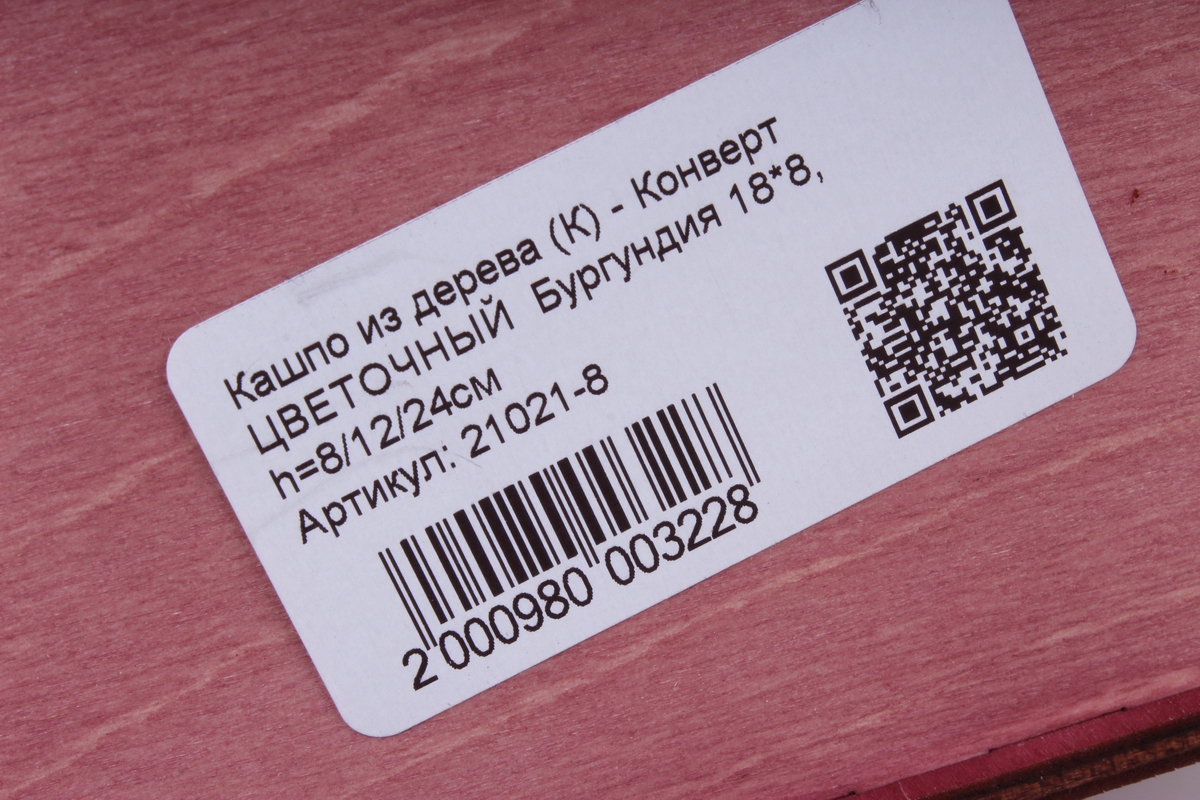 Кашпо из дерева (К) - Конверт
ЦВЕТОЧНЫЙ Бургундия 18*8,
h=8/12/24см
Артикул: 21021-8
2 000980 003228